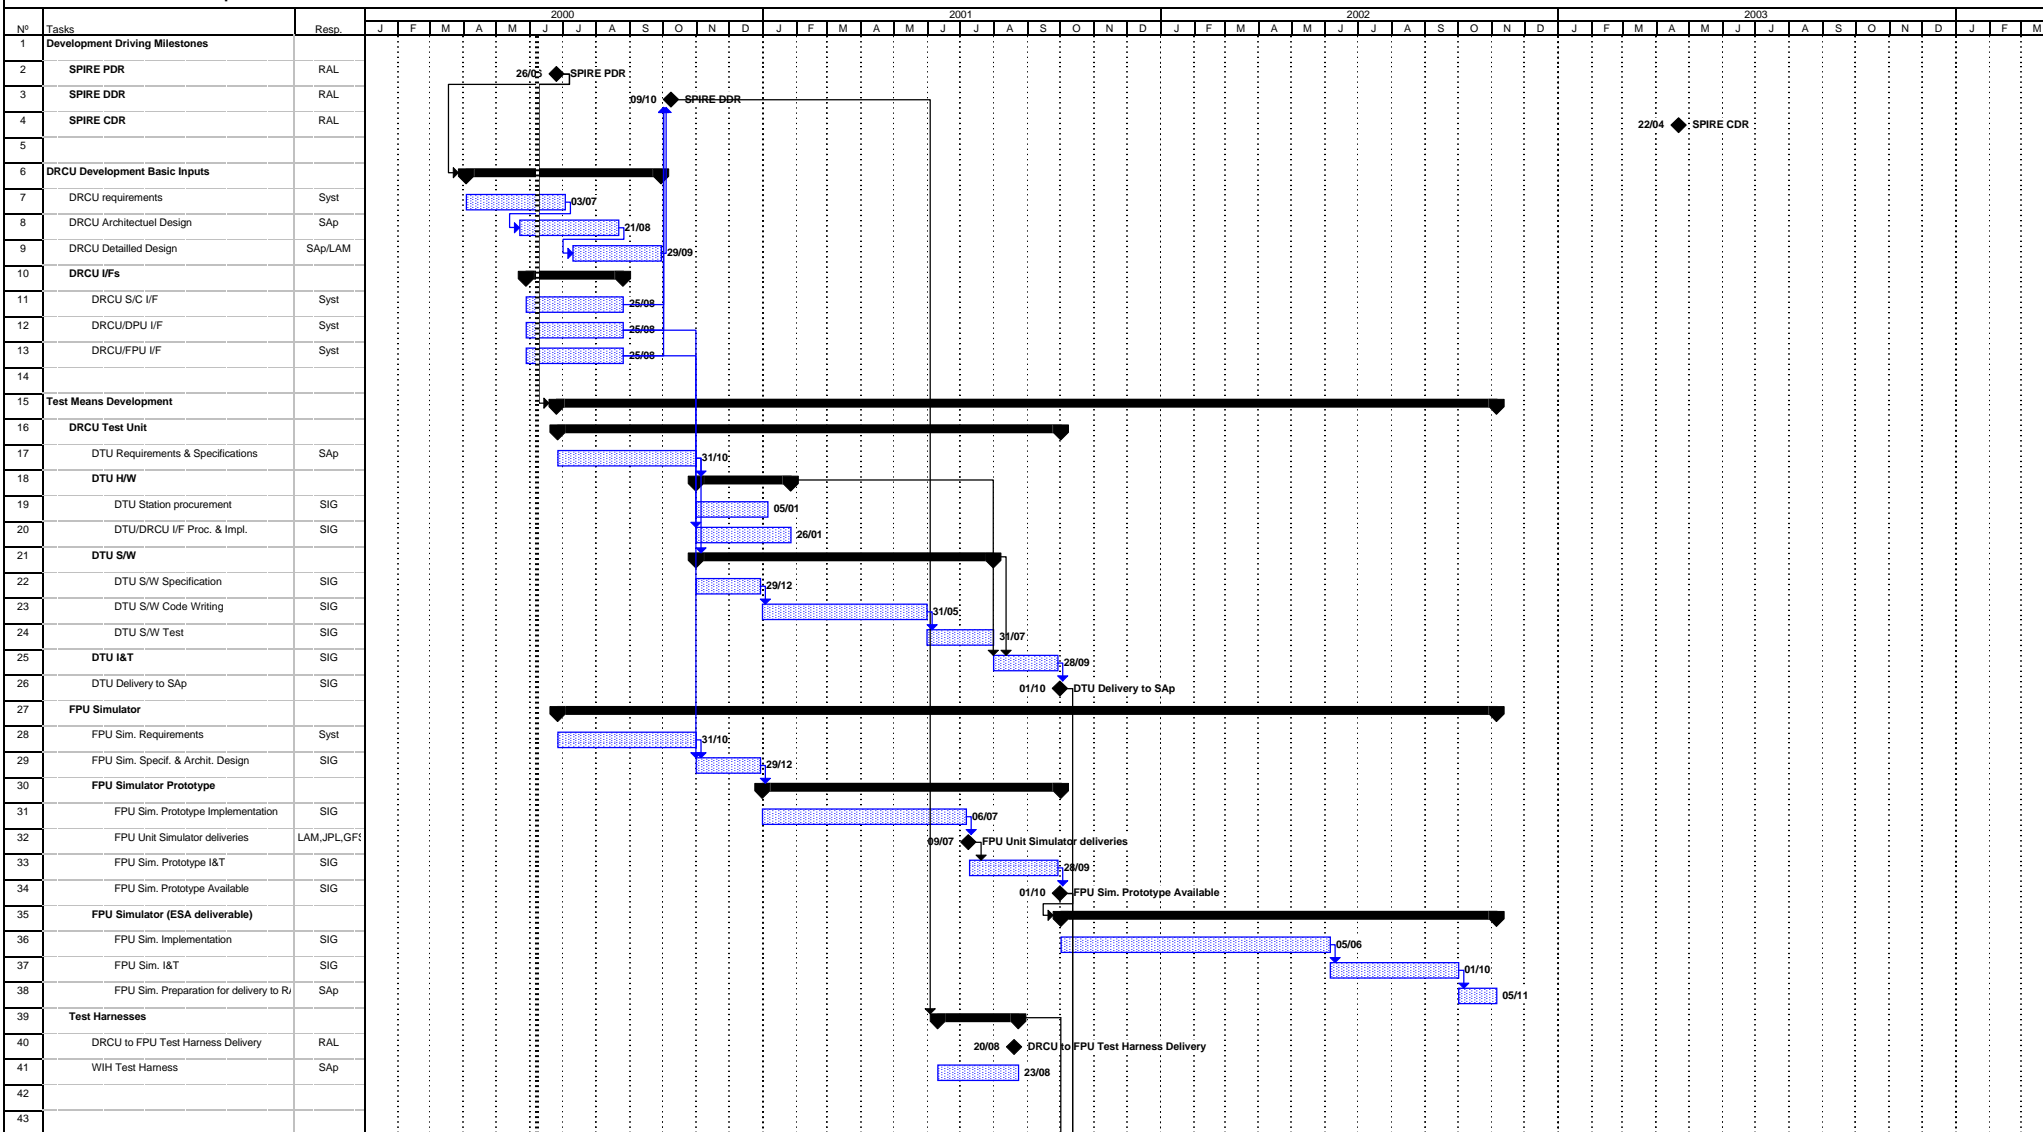 2000 2001 2002 2003
Nº Tasks Resp. J F M A M J J A S O N D J F M A M J J A S O N D J F M A M J J A S O N D J F M A M J J A S O N D J F M
1 Development Driving Milestones
2 SPIRE PDR RAL 26/06 SPIRE PDR
3 SPIRE DDR RAL 09/10 SPIRE DDR
4 SPIRE CDR RAL 22/04 SPIRE CDR
5
6 DRCU Development Basic Inputs
7 DRCU requirements Syst 03/07
8 DRCU Architectuel Design SAp 21/08
9 DRCU Detailled Design SAp/LAM 29/09
10 DRCU I/Fs
11 DRCU S/C I/F Syst 25/08
12 DRCU/DPU I/F Syst 25/08
13 DRCU/FPU I/F Syst 25/08
14
15 Test Means Development
16 DRCU Test Unit
17 DTU Requirements & Specifications SAp 31/10
18 DTU H/W
19 DTU Station procurement SIG 05/01
20 DTU/DRCU I/F Proc. & Impl. SIG 26/01
21 DTU S/W
22 DTU S/W Specification SIG 29/12
23 DTU S/W Code Writing SIG 31/05
24 DTU S/W Test SIG 31/07
25 DTU I&T SIG 28/09
26 DTU Delivery to SAp SIG 01/10 DTU Delivery to SAp
27 FPU Simulator
28 FPU Sim. Requirements Syst 31/10
29 FPU Sim. Specif. & Archit. Design SIG 29/12
30 FPU Simulator Prototype
31 FPU Sim. Prototype Implementation SIG 06/07
32 FPU Unit Simulator deliveries LAM,JPL,GFS 09/07 FPU Unit Simulator deliveries
33 FPU Sim. Prototype I&T SIG 28/09
34 FPU Sim. Prototype Available SIG 01/10 FPU Sim. Prototype Available
35 FPU Simulator (ESA deliverable)
36 FPU Sim. Implementation SIG 05/06
37 FPU Sim. I&T SIG 01/10
38 FPU Sim. Preparation for delivery to SAp 05/11
39 Test Harnesses
40 DRCU to FPU Test Harness Delivery RAL 20/08 DRCU to FPU Test Harness Delivery
41 WIH Test Harness SAp 23/08
42
43